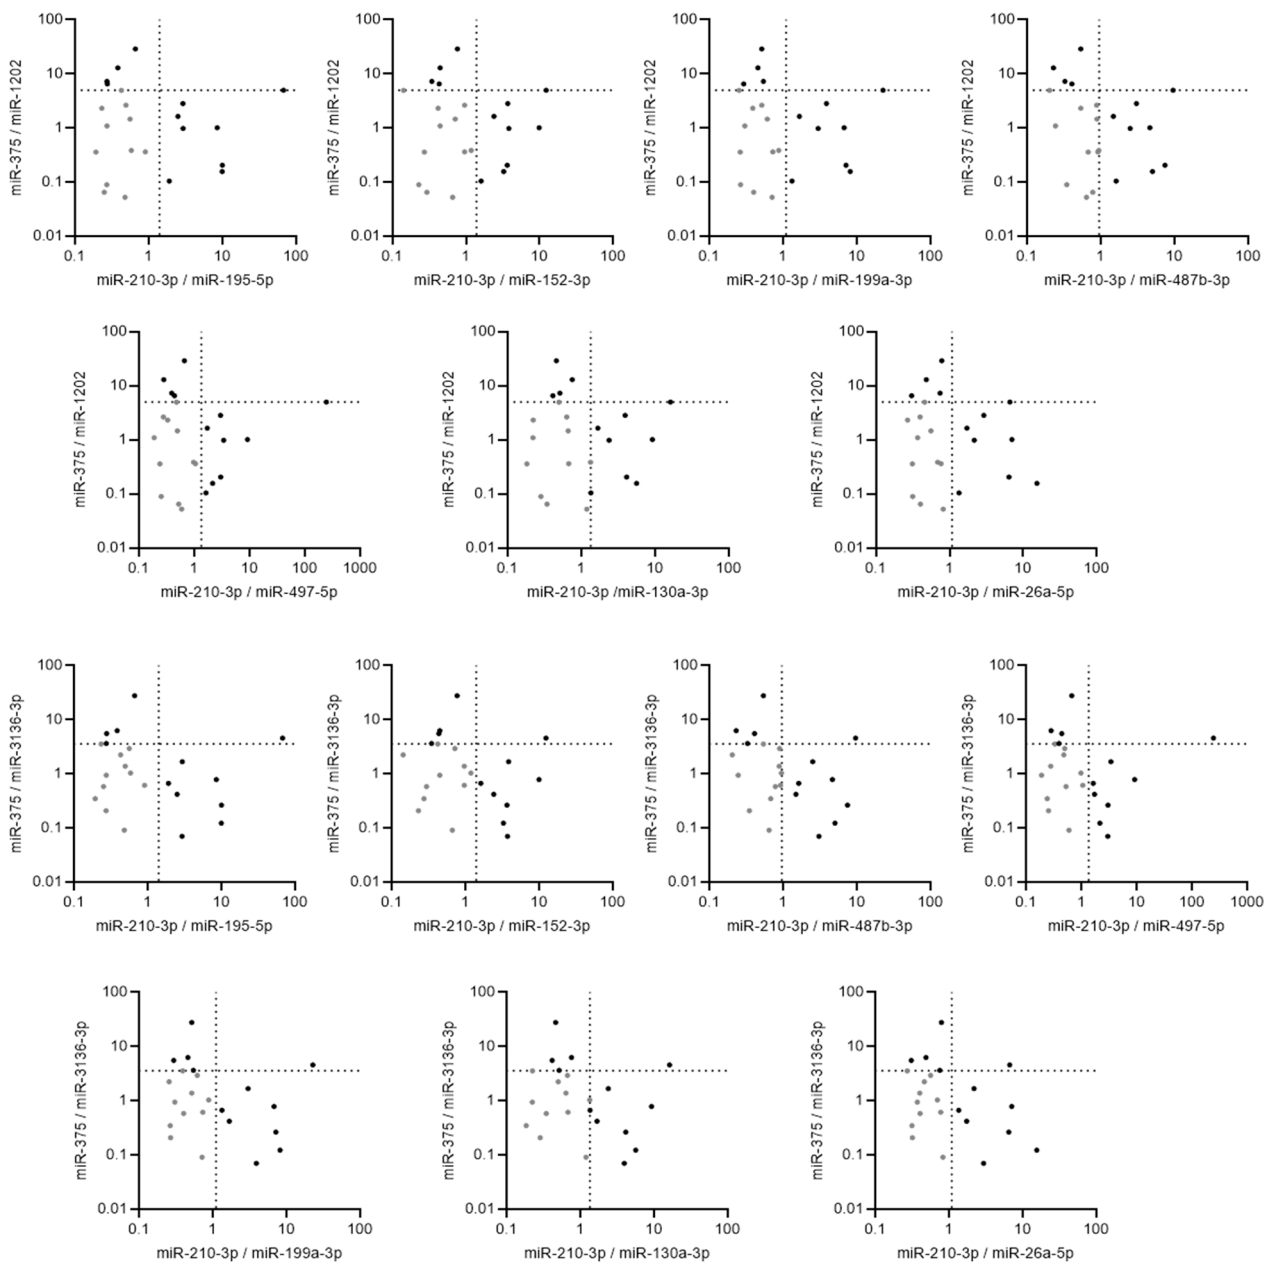 100 100 100 100
10 10 10 10
1 1 1 1
0.1 0.1 0.1 0.1
0.01 0.01 0.01 0.01
miR-375 / miR-1202 miR-375 / miR-1202 miR-375 / miR-1202 miR-375 / miR-1202
0.1 1 10 100 0.1 1 10 100 0.1 1 10 100 0.1 1 10 100
miR-210-3p / miR-195-5p miR-210-3p / miR-152-3p miR-210-3p / miR-199a-3p miR-210-3p / miR-487b-3p
100 100 100
10 10 10
1 1 1
0.1 0.1 0.1
0.01 0.01 0.01
miR-375 / miR-1202 miR-375 / miR-1202 miR-375 / miR-1202
0.1 1 10 100 1000 0.1 1 10 100 0.1 1 10 100
miR-210-3p / miR-497-5p miR-210-3p /miR-130a-3p miR-210-3p / miR-26a-5p
100 100 100 100
10 10 10 10
1 1 1 1
0.1 0.1 0.1 0.1
0.01 0.01 0.01 0.01
miR-375 / miR-3136-3p miR-375 / miR-3136-3p miR-375 / miR-3136-3p miR-375 / miR-3136-3p
0.1 1 10 100 0.1 1 10 100 0.1 1 10 100 0.1 1 10 100 1000
miR-210-3p / miR-195-5p miR-210-3p / miR-152-3p miR-210-3p / miR-487b-3p miR-210-3p / miR-497-5p
100 100 100
10 10 10
1 1 1
0.1 0.1 0.1
0.01 0.01 0.01
miR-375 / miR-3136-3p miR-375 / miR-3136-3p miR-375 / miR-3136-3p
0.1 1 10 100 0.1 1 10 100 0.1 1 10 100
miR-210-3p / miR-199a-3p miR-210-3p / miR-130a-3p miR-210-3p / miR-26a-5p